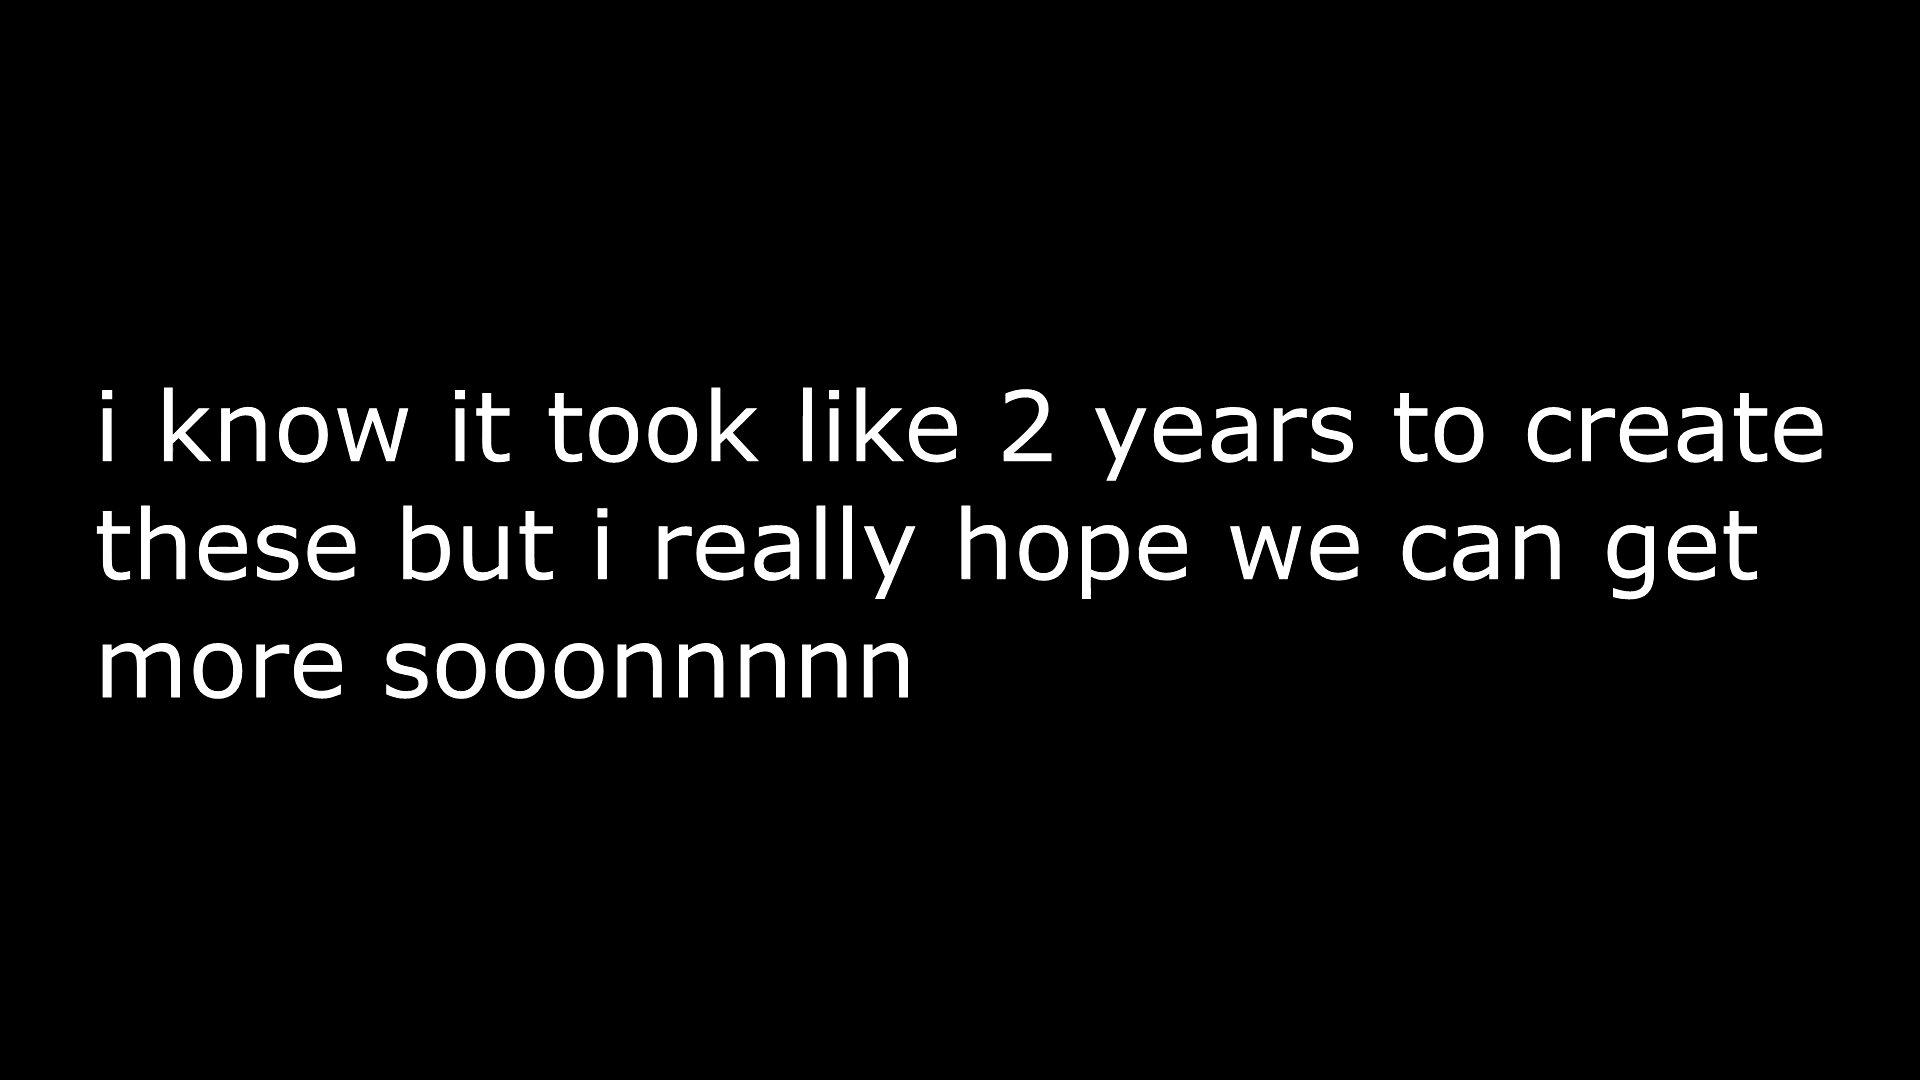 i know it took like 2 years to create
these but i really hope we can get
more sooonnnnn